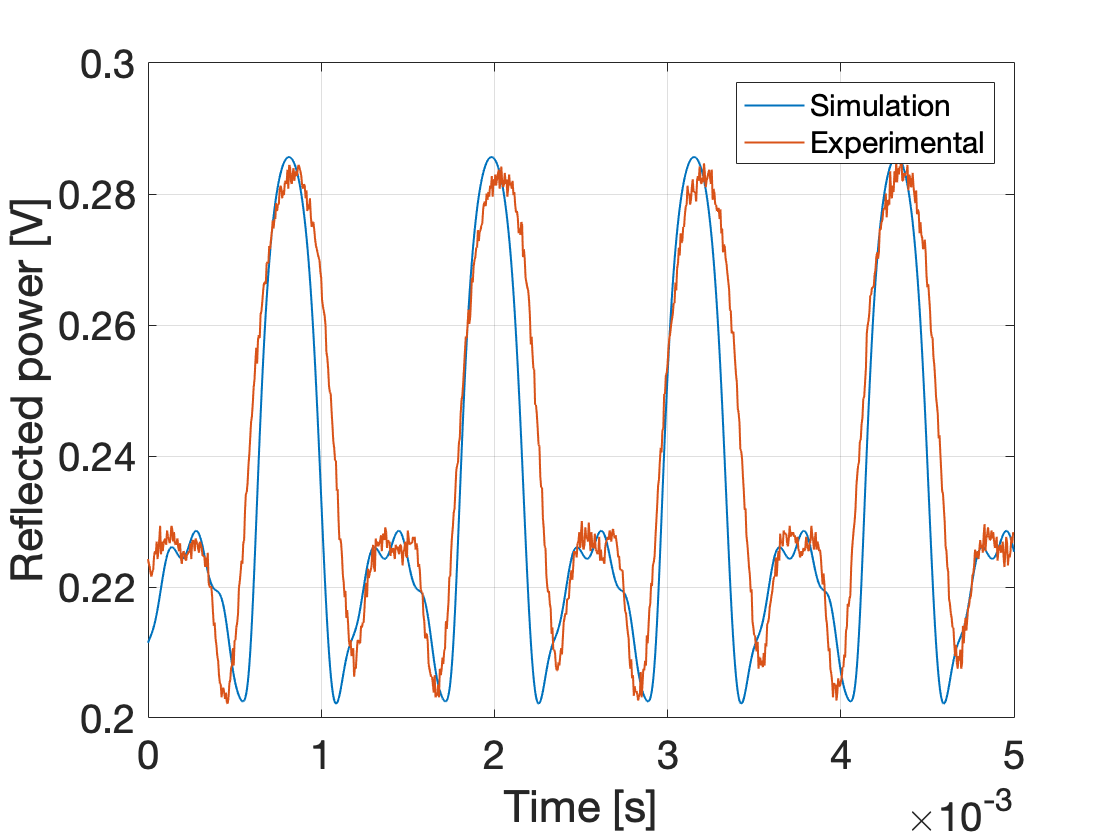 Reflected power [V]
0.3
0.28
0.26
0.24
0.22
0.2
Simulation
Experimental
0 1 2 3 4 5
Time [s]
×10-3